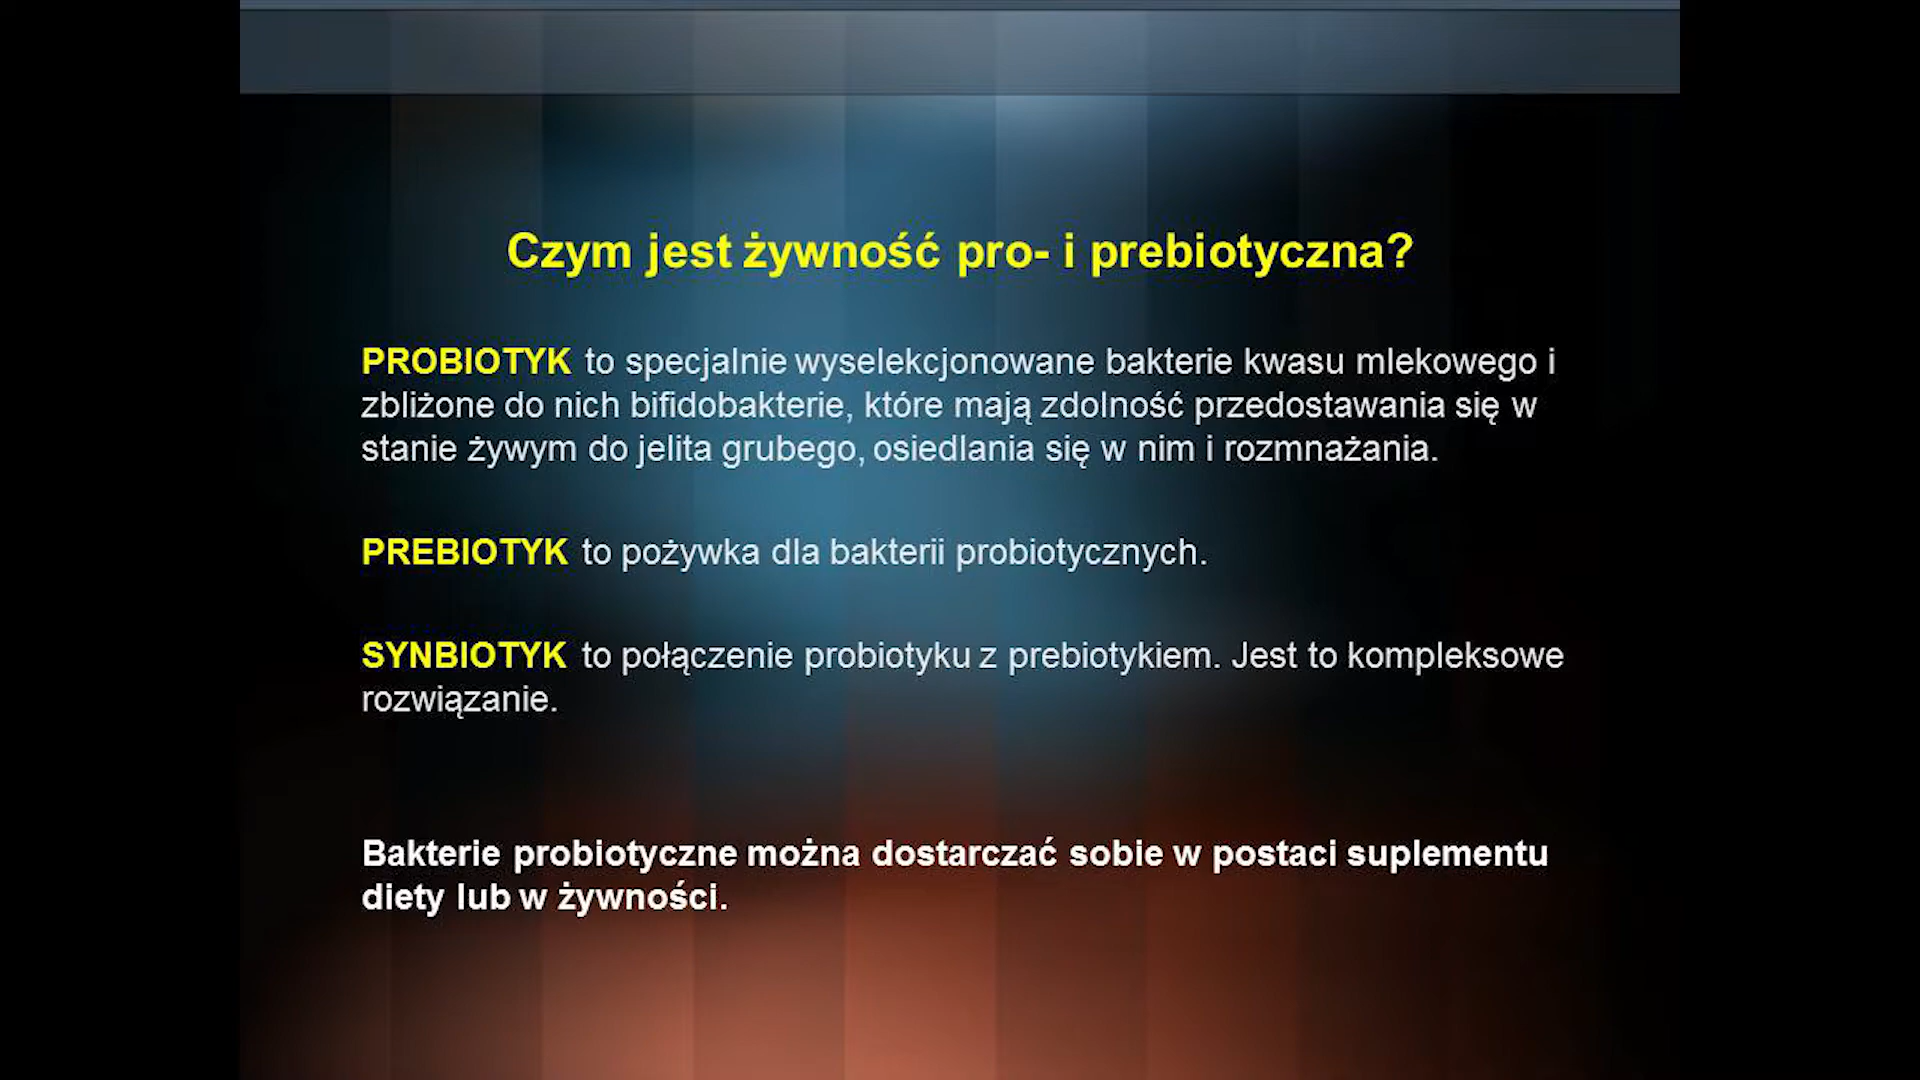 Czym jest żywność pro- i prebiotyczna?
PROBIOTYK to specjalnie wyselekcjonowane bakterie kwasu mlekowego i
zbliżone do nich bifidobakterie, które mają zdolność przedostawania się w
stanie żywym do jelita grubego, osiedlania się w nim i rozmnażania.
PREBIOTYK to pożywka dla bakterii probiotycznych.
SYNBIOTYK to połączenie probiotyku z prebiotykiem. Jest to kompleksowe
rozwiązanie.
Bakterie probiotyczne można dostarczać sobie w postaci suplementu
diety lub w żywności.